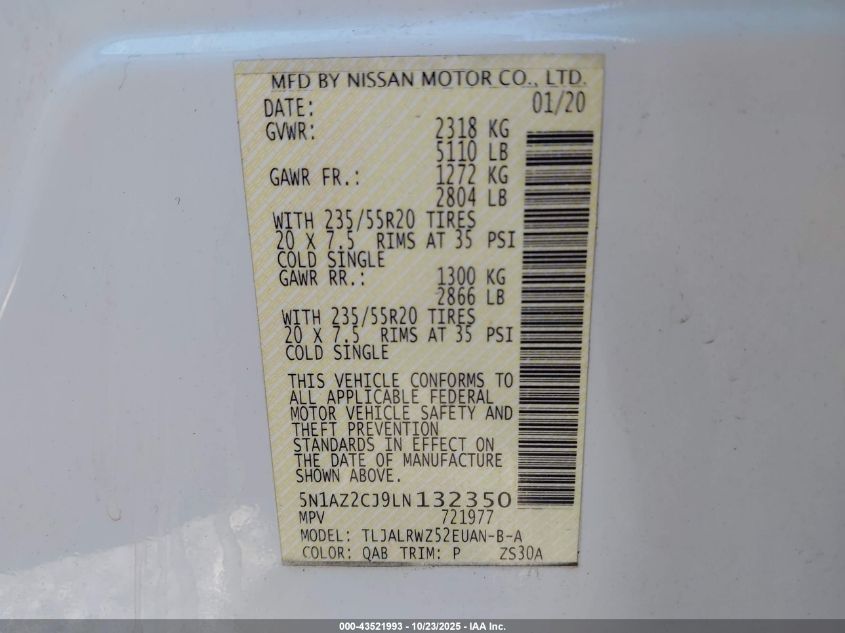 MFD BY NISSAN MOTOR CO., LTD.
DATE: 01/20
GVWR: 2318 KG
5110 LB
GAWR FR.: 1272 KG
2804 LB
WITH 235/55R20 TIRES
20 X 7.5 RIMS AT 35 PSI
COLD SINGLE
GAWR RR.: 1300 KG
2866 LB
WITH 235/55R20 TIRES
20 X 7.5 RIMS AT 35 PSI
COLD SINGLE
THIS VEHICLE CONFORMS TO
ALL APPLICABLE FEDERAL
MOTOR VEHICLE SAFETY AND
THEFT PREVENTION
STANDARDS IN EFFECT ON
THE DATE OF MANUFACTURE
SHOWN ABOVE.
5N1AZ2CJ9LN132350
MPV 721977
MODEL: TLJALRWZ52EUAN-B-A
COLOR: QAB TRIM: P ZS30A
000-43521993 - 10/23/2025 - IAA Inc.